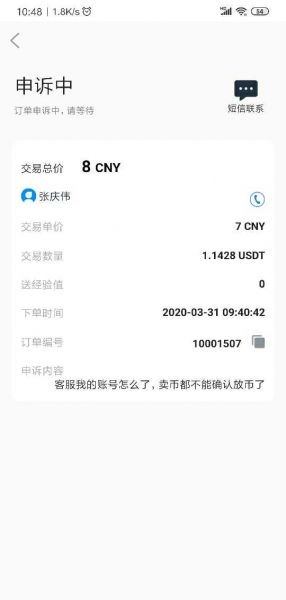 10:48 | 1.8K/s
HD
54
申诉中
订单申诉中, 请等待
短信联系
交易总价 8 CNY
张庆伟
交易单价 7 CNY
交易数量 1.1428 USDT
送经验值 0
下单时间 2020-03-31 09:40:42
订单编号 10001507
申诉内容
客服我的账号怎么了，卖币都不能确认放币了